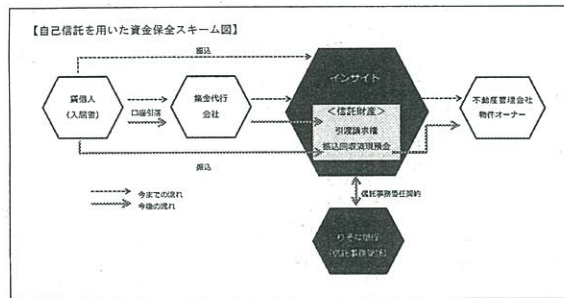 【自己信託を用いた資金保全スキーム図】
振込
インサイト
賃借人
(入居者)
口座引落
集金代行
会社
<信託財産>
引渡請求権
振込回収済現預金
不動産管理会社
物件オーナー
振込
今までの流れ
今後の流れ
信託事務委任契約
りそな銀行
(信託事務受託)